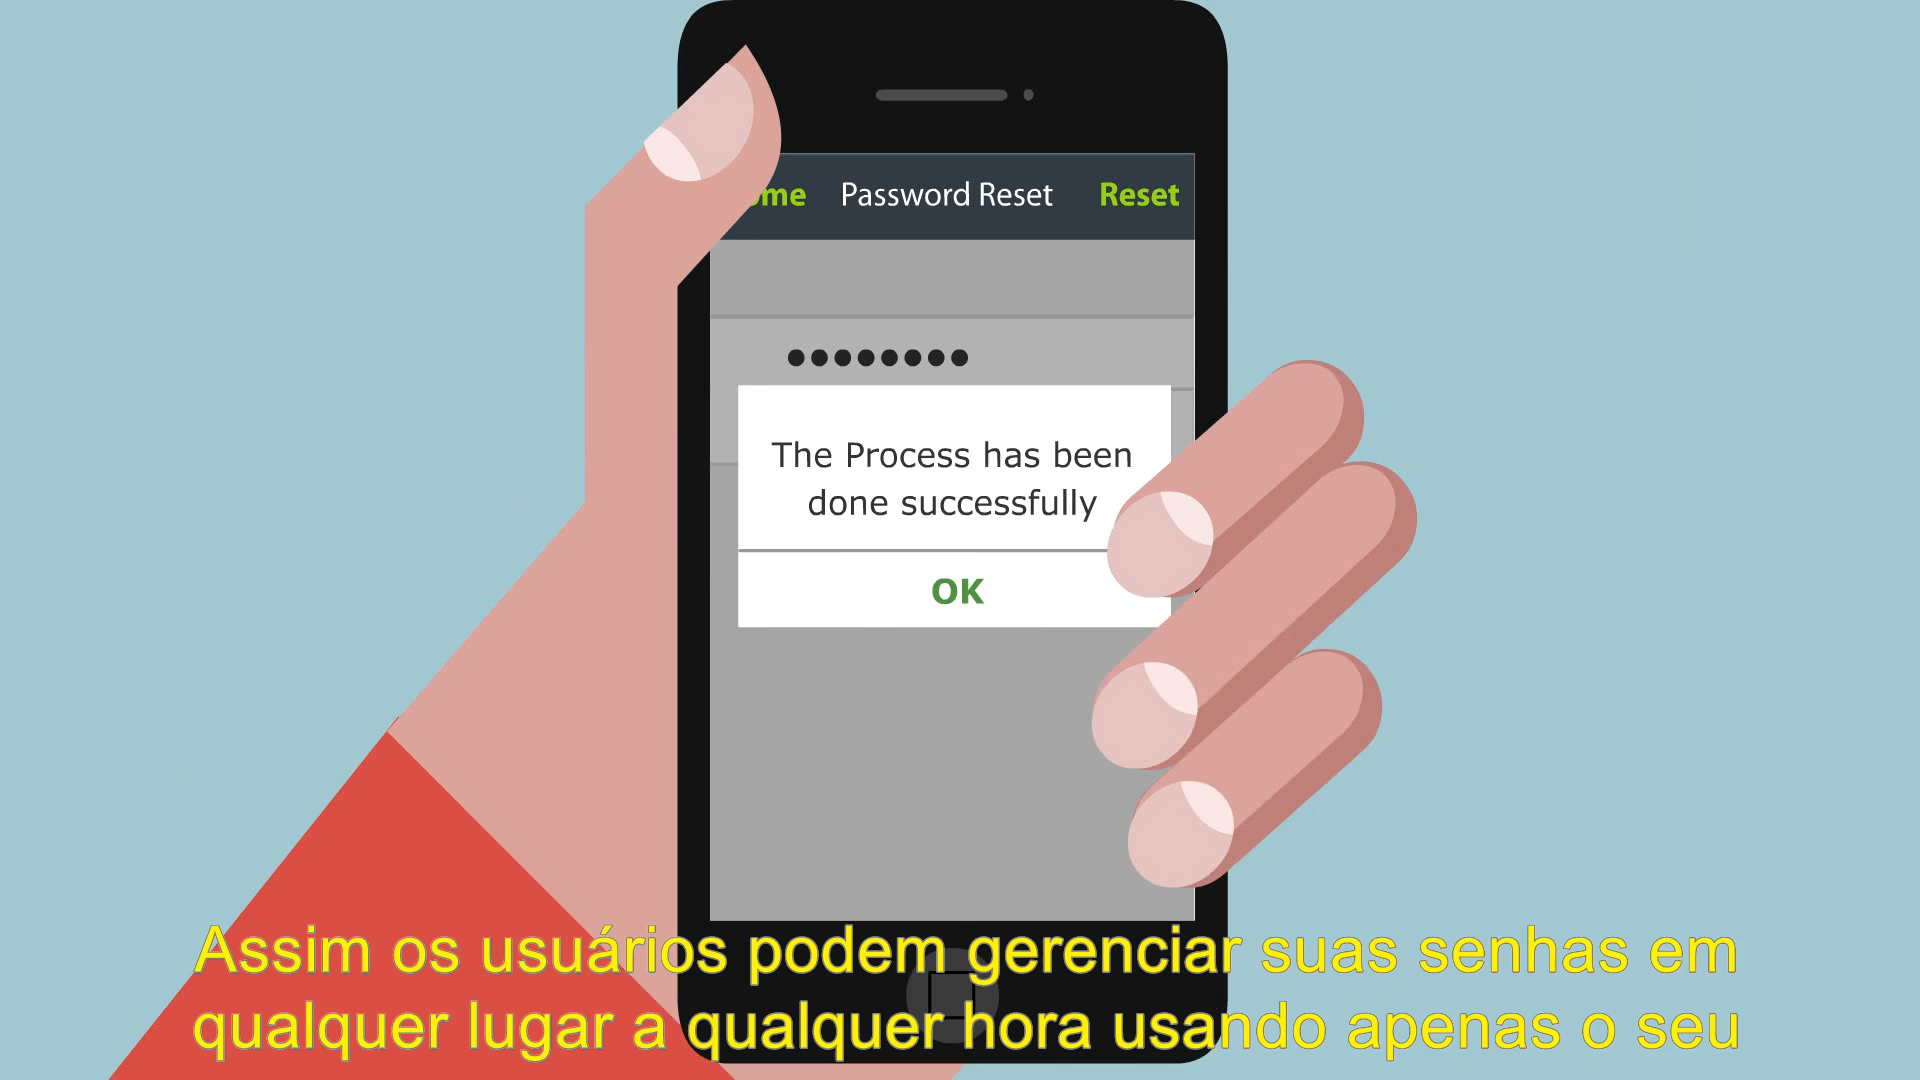 ome Password Reset Reset
●●●●●●●●
The Process has been
done successfully
OK
Assim os usuários podem gerenciar suas senhas em
qualquer lugar a qualquer hora usando apenas o seu